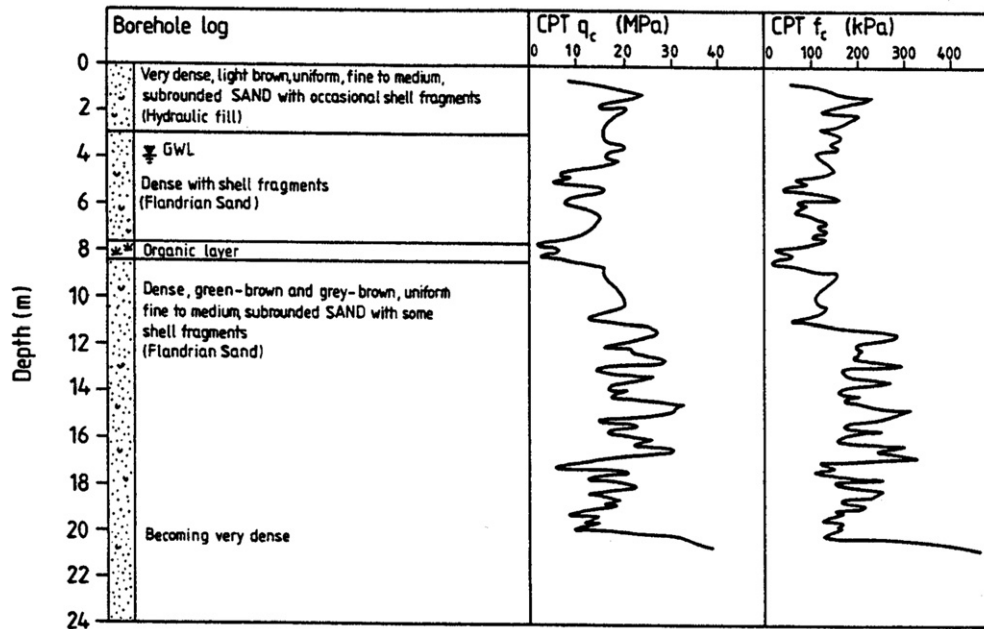 Borehole log
CPT qc (MPa)
CPT fc (kPa)
0 10 20 30 40
0 100 200 300 400
Depth (m)
0
2
4
6
8
10
12
14
16
18
20
22
24
Very dense, light brown, uniform, fine to medium,
subrounded SAND with occasional shell fragments
(Hydraulic fill)
GWL
Dense with shell fragments
(Flandrian Sand)
Organic layer
Dense, green-brown and grey-brown, uniform
fine to medium, subrounded SAND with some
shell fragments
(Flandrian Sand)
Becoming very dense